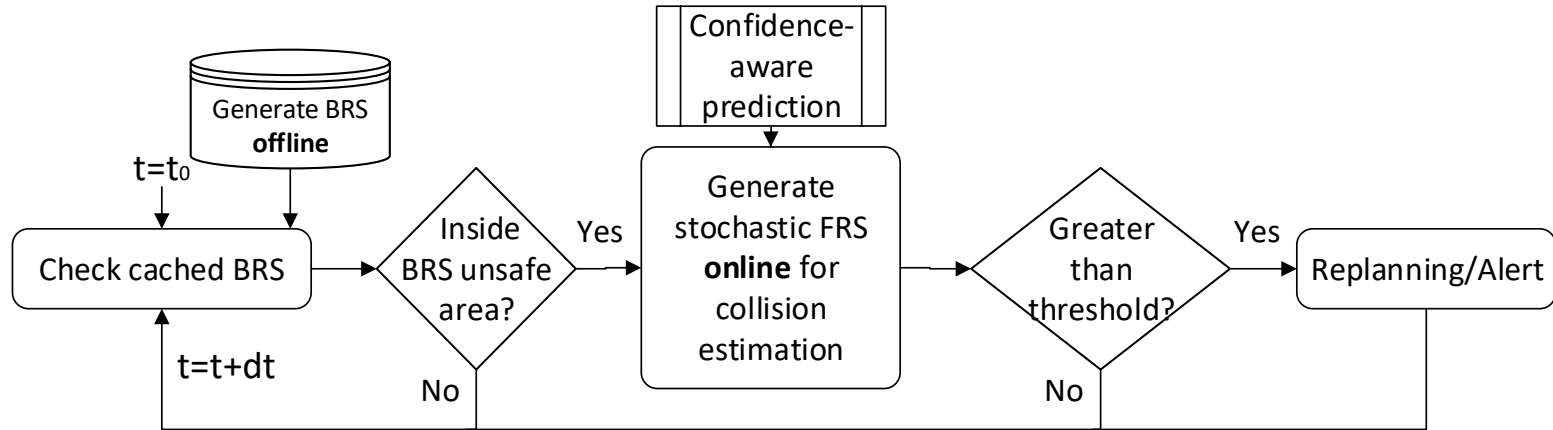 Generate BRS
offline
t=t₀
Check cached BRS
t=t+dt
Inside
BRS unsafe
area?
Yes
No
Confidence-
aware
prediction
Generate
stochastic FRS
online for
collision
estimation
Greater
than
threshold?
Yes
No
Replanning/Alert